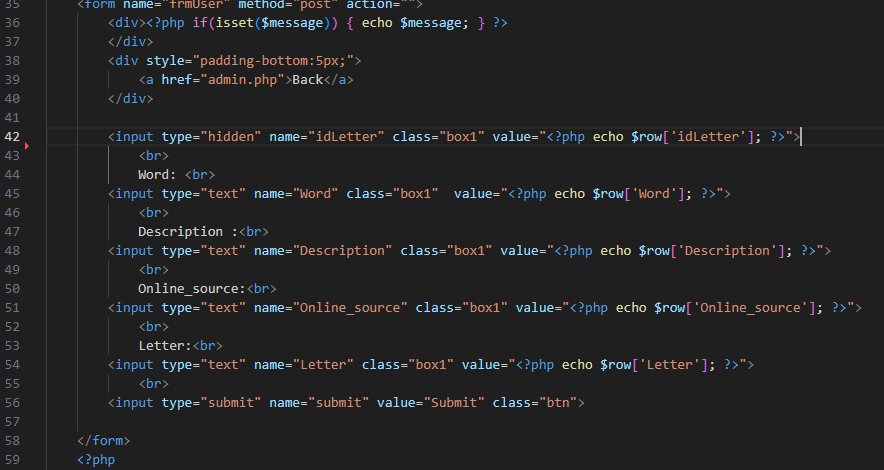 35 <form name="frmUser" method="post" action="">
36 <div><?php if(isset($message)) { echo $message; } ?>
37 </div>
38 <div style="padding-bottom:5px;">
39 <a href="admin.php">Back</a>
40 </div>
41
42 <input type="hidden" name="idLetter" class="box1" value="<?php echo $row['idLetter']; ?>">
43 <br>
44 Word: <br>
45 <input type="text" name="Word" class="box1"  value="<?php echo $row['Word']; ?>">
46 <br>
47 Description :<br>
48 <input type="text" name="Description" class="box1" value="<?php echo $row['Description']; ?>">
49 <br>
50 Online_source:<br>
51 <input type="text" name="Online_source" class="box1" value="<?php echo $row['Online_source']; ?>">
52 <br>
53 Letter:<br>
54 <input type="text" name="Letter" class="box1" value="<?php echo $row['Letter']; ?>">
55 <br>
56 <input type="submit" name="submit" value="Submit" class="btn">
57
58 </form>
59 <?php